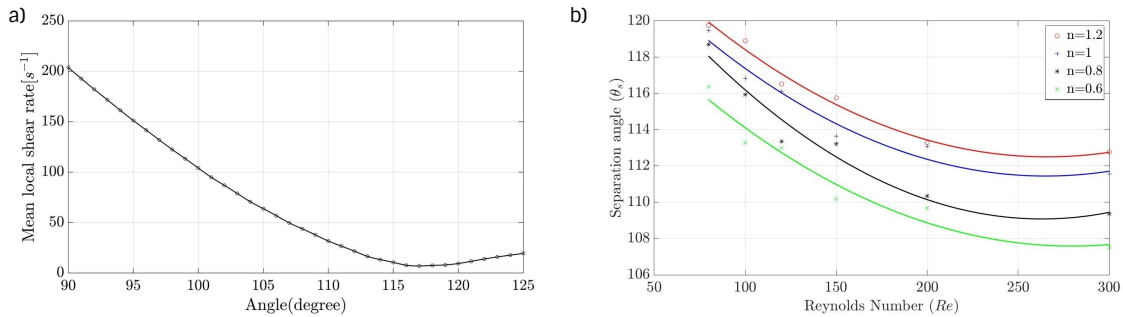 a)
250
200
150
100
50
0
Mean local shear rate[s⁻¹]
90 95 100 105 110 115 120 125
Angle(degree)
b)
120
118
116
114
112
110
108
106
Separation angle (θₛ)
n=1.2
n=1
n=0.8
n=0.6
50 100 150 200 250 300
Reynolds Number (Re)